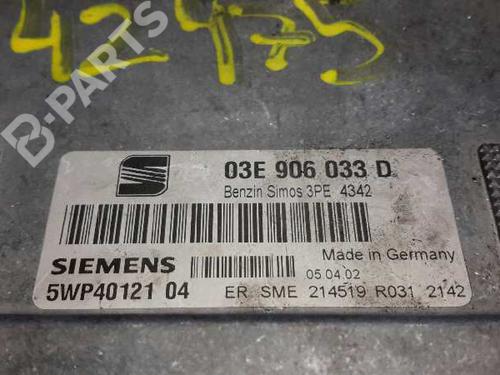 42475
B-PARTS
03E 906 033 D
Benzin Simos 3PE 4342
Made in Germany
SIEMENS
05 04.02
5WP40121 04
ER SME 214519 R031 2142